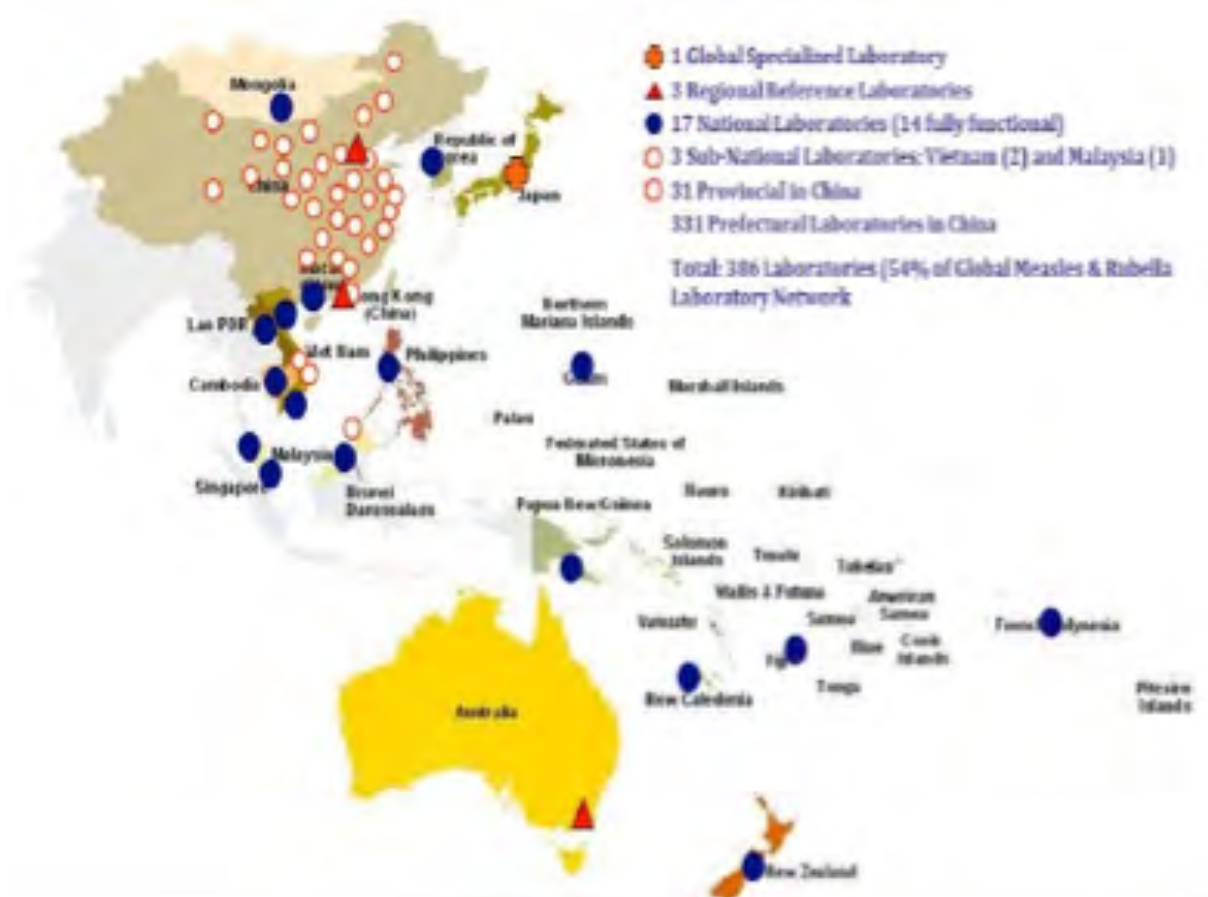 1 Global Specialized Laboratory
3 Regional Reference Laboratories
17 National Laboratories (14 fully functional)
3 Sub-National Laboratories: Vietnam (2) and Malaysia (1)
31 Provincial in China
331 Prefectural Laboratories in China
Total: 386 Laboratories (54% of Global Measles & Rubella
Laboratory Network
Mongolia
Republic of
China
Japan
Hong Kong
(China)
Lao PDR
Viet Nam
Philippines
Cambodia
Northern
Mariana Islands
Guam
Marshall Islands
Palau
Federated States of
Micronesia
Malaysia
Singapore
Brunei
Darussalam
Papua New Guinea
Nauru
Kiribati
Solomon
Islands
Tuvalu
Tokelau
Wallis & Futuna
American
Samoa
Samoa
Vanuatu
Fiji
Niue
Cook
Islands
French Polynesia
New Caledonia
Tonga
Pitcairn
Islands
Australia
New Zealand